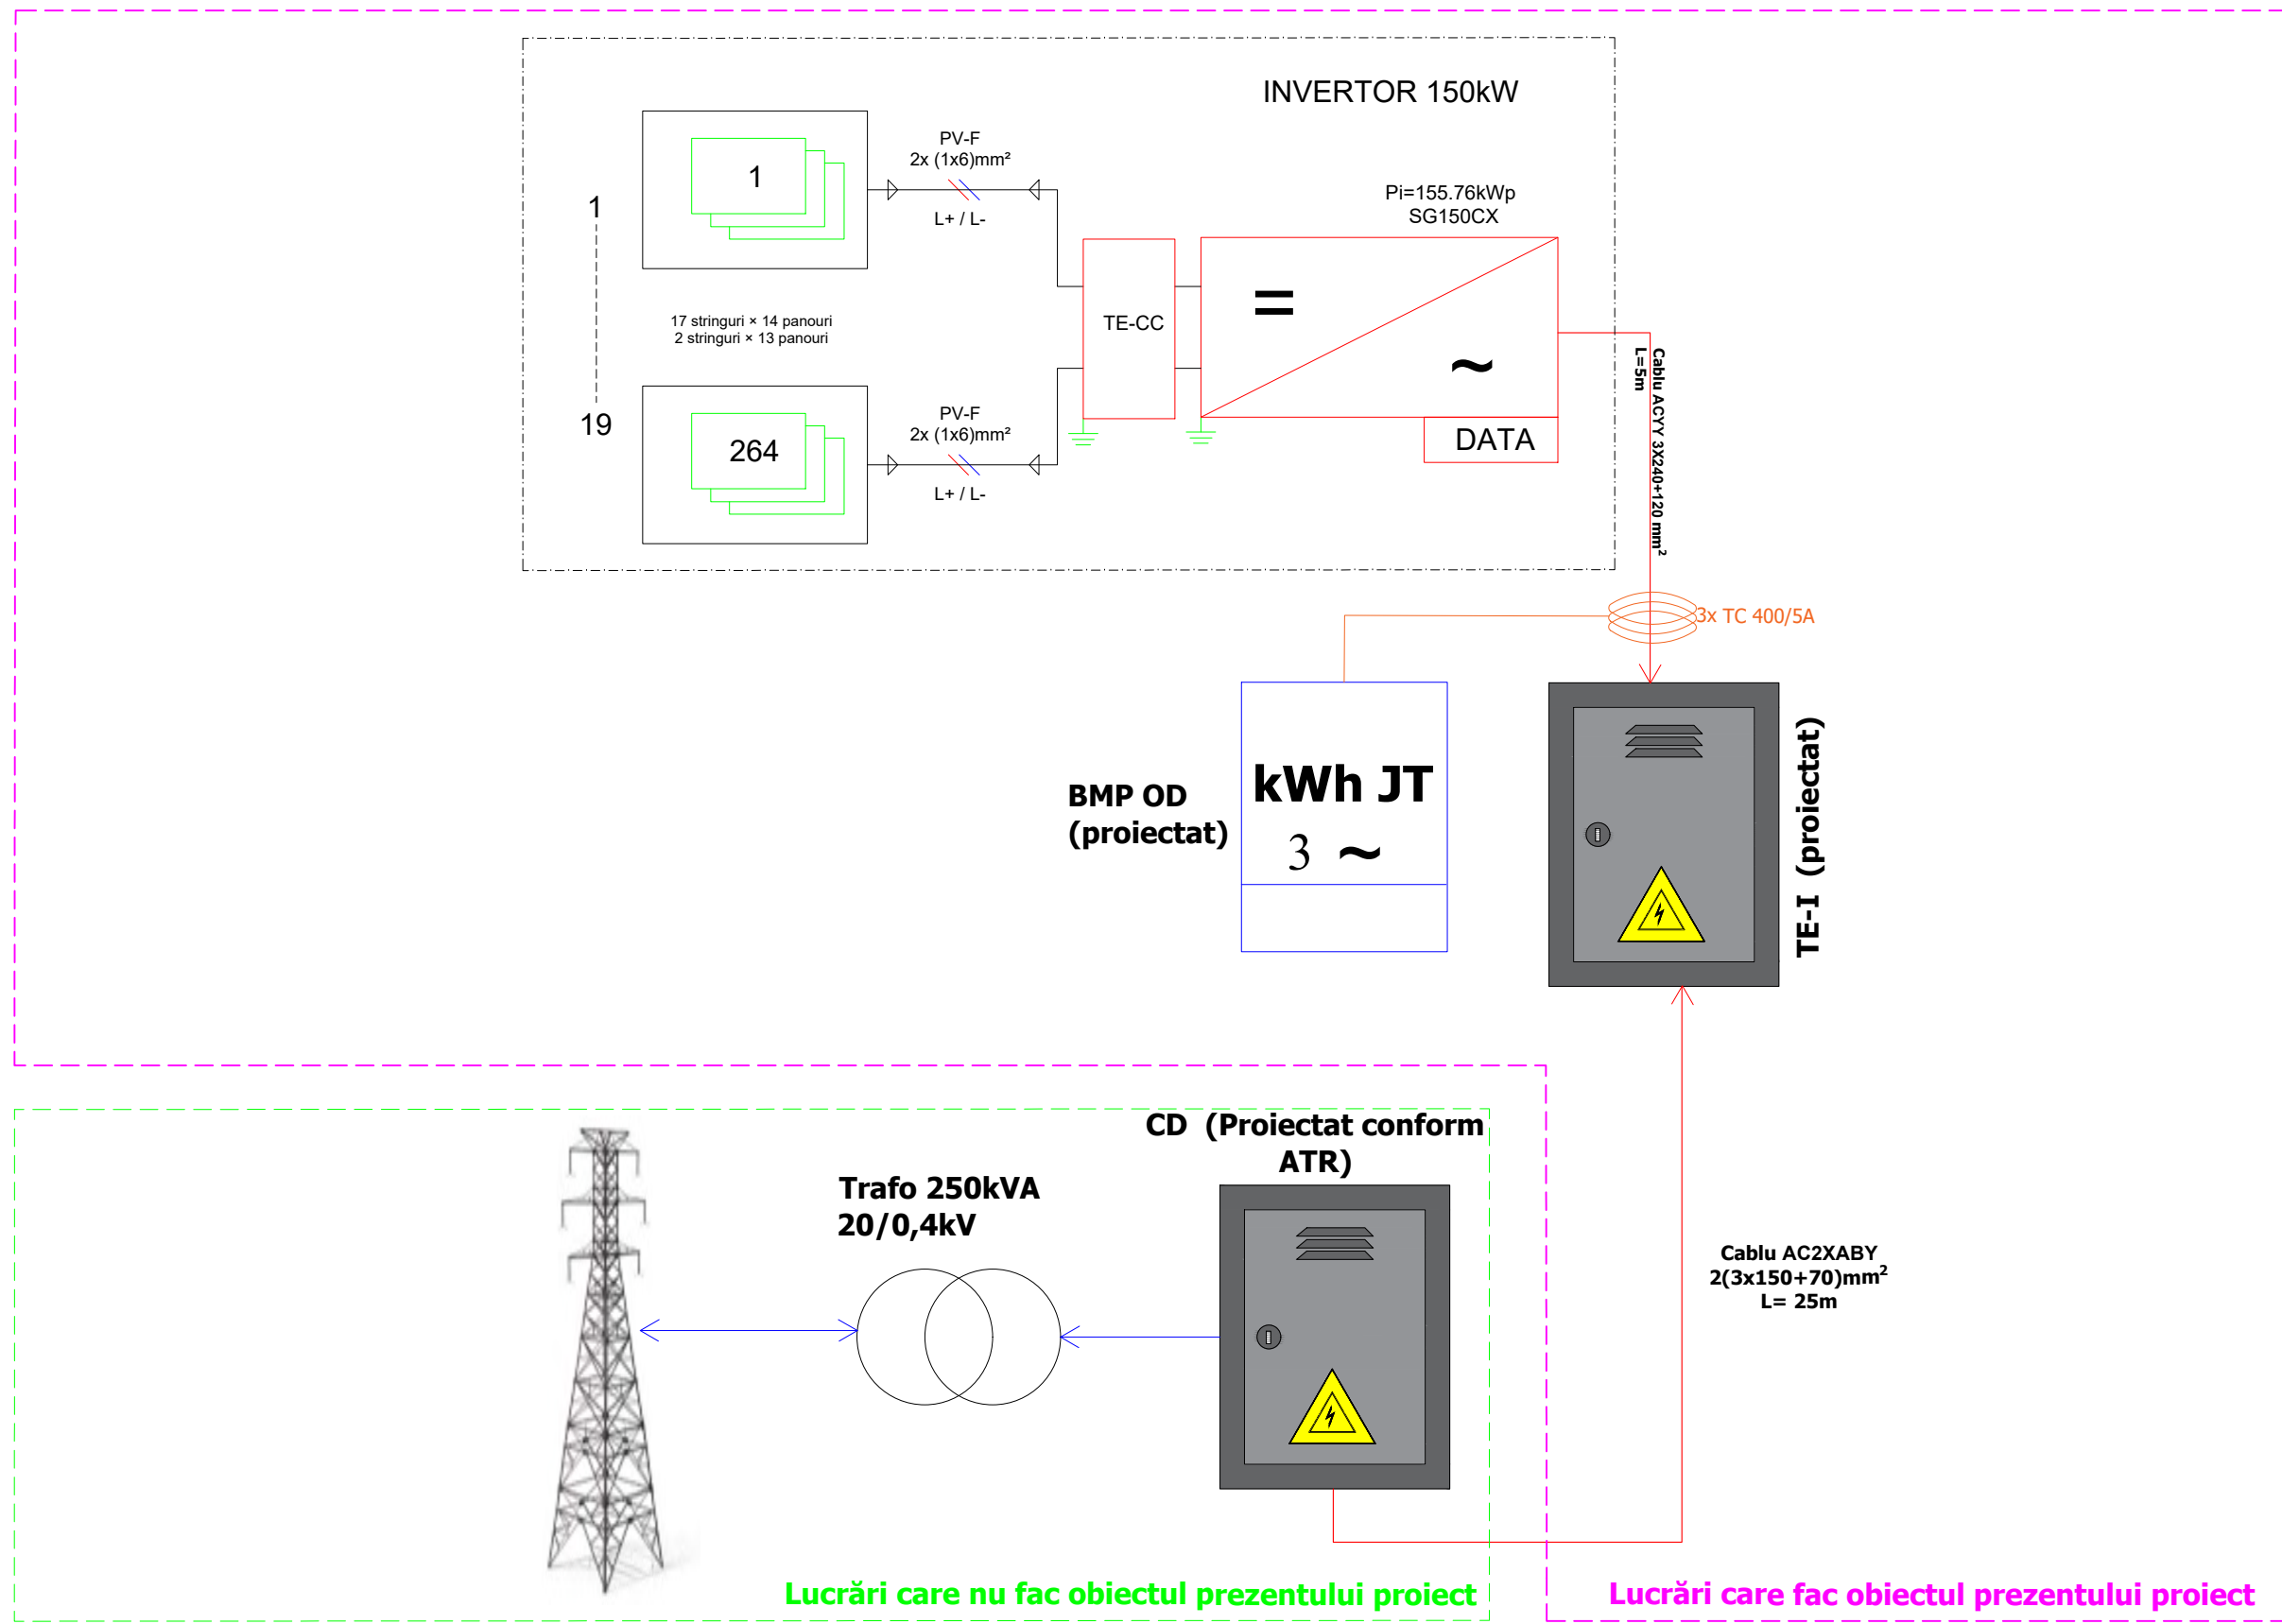 INVERTOR 150kW
1
PV-F
2x (1x6)mm²
L+ / L-
1
Pi=155.76kWp
SG150CX
17 stringuri × 14 panouri
2 stringuri × 13 panouri
TE-CC
=
~
Cablu ACYY 3X240+120 mm²
L=5m
19
264
PV-F
2x (1x6)mm²
L+ / L-
DATA
3x TC 400/5A
BMP OD
(proiectat)
kWh JT
3 ~
TE-I (proiectat)
CD (Proiectat conform
ATR)
Trafo 250kVA
20/0,4kV
Cablu AC2XABY
2(3x150+70)mm²
L= 25m
Lucrări care nu fac obiectul prezentului proiect
Lucrări care fac obiectul prezentului proiect